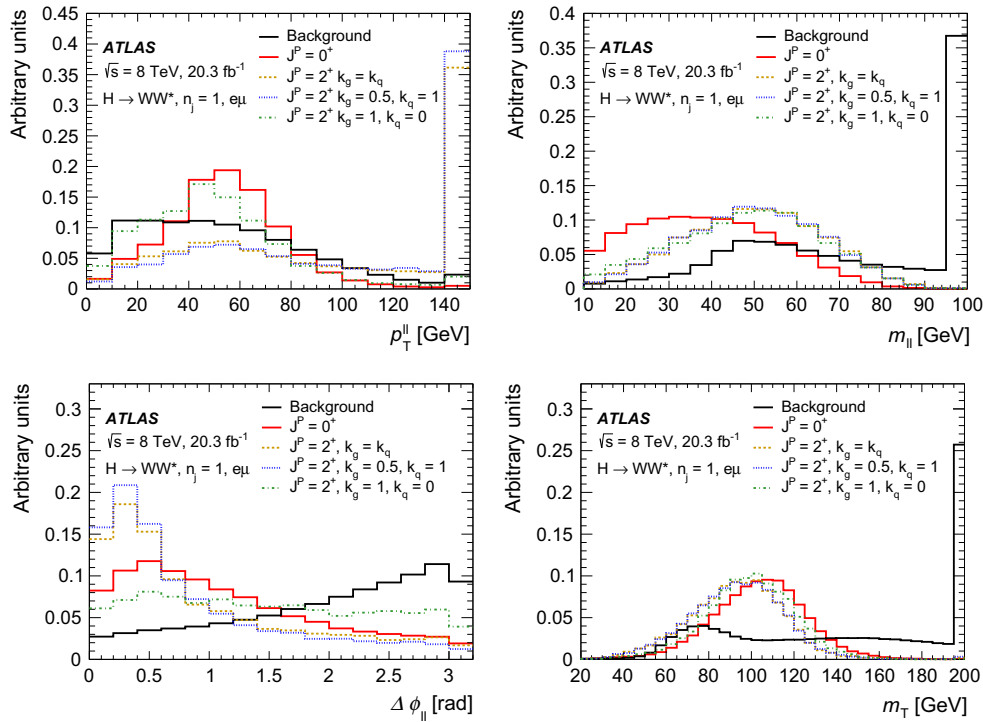 Arbitrary units
0.45
0.4
0.35
0.3
0.25
0.2
0.15
0.1
0.05
0
ATLAS
√s = 8 TeV, 20.3 fb⁻¹
H → WW*, nⱼ = 1, eμ
Background
Jᴾ = 0⁺
Jᴾ = 2⁺ k_g = k_q
Jᴾ = 2⁺ k_g = 0.5, k_q = 1
Jᴾ = 2⁺ k_g = 1, k_q = 0
0 20 40 60 80 100 120 140
p_T^ll [GeV]
Arbitrary units
0.4
0.3
0.2
0.1
0
ATLAS
√s = 8 TeV, 20.3 fb⁻¹
H → WW*, nⱼ = 1, eμ
Background
Jᴾ = 0⁺
Jᴾ = 2⁺, k_g = k_q
Jᴾ = 2⁺, k_g = 0.5, k_q = 1
Jᴾ = 2⁺, k_g = 1, k_q = 0
10 20 30 40 50 60 70 80 90 100
m_ll [GeV]
Arbitrary units
0.3
0.25
0.2
0.15
0.1
0.05
0
ATLAS
√s = 8 TeV, 20.3 fb⁻¹
H → WW*, nⱼ = 1, eμ
Background
Jᴾ = 0⁺
Jᴾ = 2⁺, k_g = k_q
Jᴾ = 2⁺, k_g = 0.5, k_q = 1
Jᴾ = 2⁺, k_g = 1, k_q = 0
0 0.5 1 1.5 2 2.5 3
Δϕ_ll [rad]
Arbitrary units
0.3
0.25
0.2
0.15
0.1
0.05
0
ATLAS
√s = 8 TeV, 20.3 fb⁻¹
H → WW*, nⱼ = 1, eμ
Background
Jᴾ = 0⁺
Jᴾ = 2⁺, k_g = k_q
Jᴾ = 2⁺, k_g = 0.5, k_q = 1
Jᴾ = 2⁺, k_g = 1, k_q = 0
20 40 60 80 100 120 140 160 180 200
m_T [GeV]